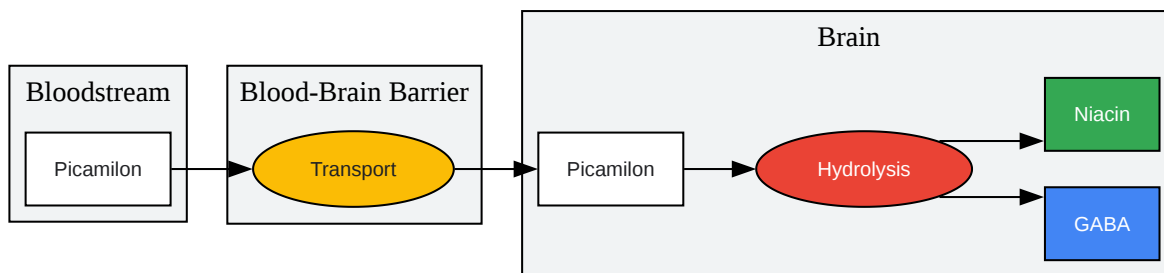 Brain
Bloodstream
Blood-Brain Barrier
Picamilon
Transport
Picamilon
Hydrolysis
Niacin
GABA